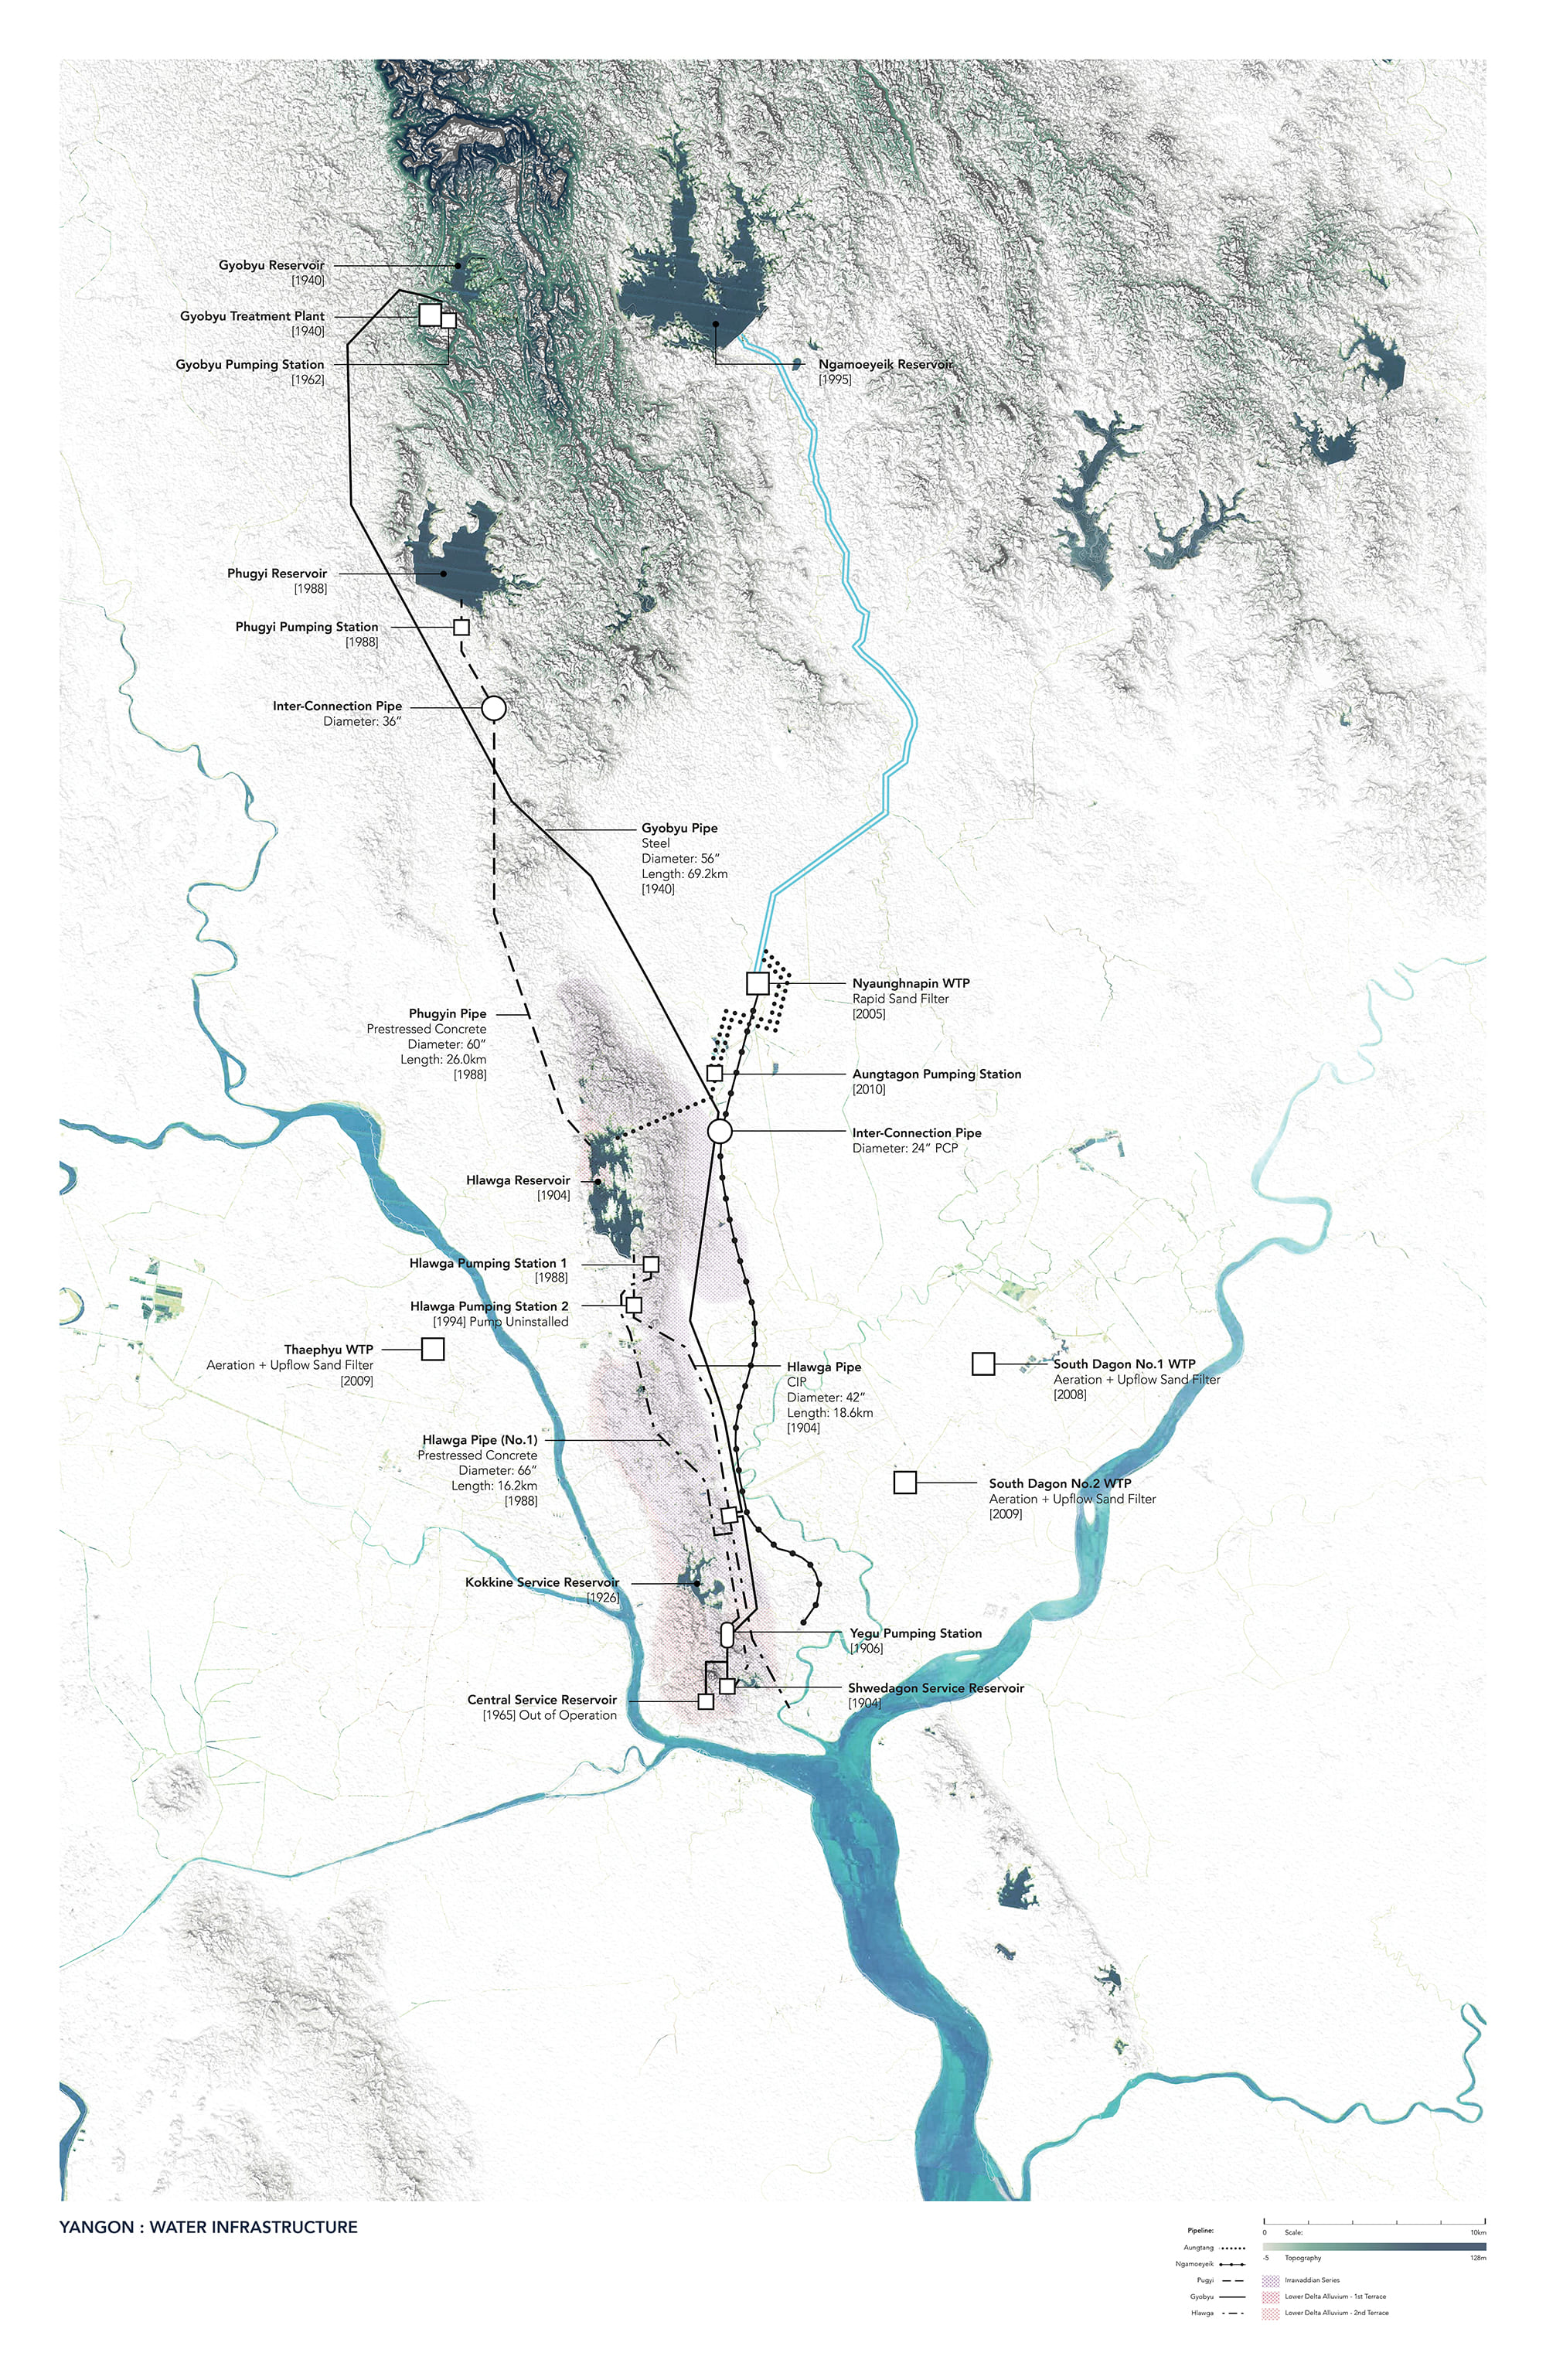 Gyobyu Reservoir
[1940]
Gyobyu Treatment Plant
[1940]
Gyobyu Pumping Station
[1962]
Ngamoeyeik Reservoir
[1995]
Phugyi Reservoir
[1988]
Phugyi Pumping Station
[1988]
Inter-Connection Pipe
Diameter: 36”
Gyobyu Pipe
Steel
Diameter: 56”
Length: 69.2km
[1940]
Nyaunghnapin WTP
Rapid Sand Filter
[2005]
Phugyin Pipe
Prestressed Concrete
Diameter: 60”
Length: 26.0km
[1988]
Aungtagon Pumping Station
[2010]
Inter-Connection Pipe
Diameter: 24” PCP
Hlawga Reservoir
[1904]
Hlawga Pumping Station 1
[1988]
Hlawga Pumping Station 2
[1994] Pump Uninstalled
Thaephyu WTP
Aeration + Upflow Sand Filter
[2009]
Hlawga Pipe
CIP
Diameter: 42”
Length: 18.6km
[1904]
South Dagon No.1 WTP
Aeration + Upflow Sand Filter
[2008]
Hlawga Pipe (No.1)
Prestressed Concrete
Diameter: 66”
Length: 16.2km
[1988]
South Dagon No.2 WTP
Aeration + Upflow Sand Filter
[2009]
Kokkine Service Reservoir
[1926]
Yegu Pumping Station
[1906]
Shwedagon Service Reservoir
[1904]
Central Service Reservoir
[1965] Out of Operation
YANGON : WATER INFRASTRUCTURE
Pipeline:
Aungtang
Ngamoeyeik
Pugyi
Gyobyu
Hlawga
0 Scale: 10km
-5 Topography 128m
Irrawaddian Series
Lower Delta Alluvium - 1st Terrace
Lower Delta Alluvium - 2nd Terrace